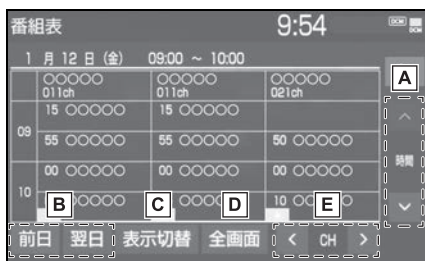 番組表 9:54 DCM
1 月 12 日 (金) 09:00 ~ 10:00
A
○○○○○ ○○○○○ ○○○○○
011ch 011ch 021ch
15 ○○○○○ 15 ○○○○○
09 時間
55 ○○○○○ 55 ○○○○○ 50 ○○○○○
00 ○○○○○ 00 ○○○○○ 00 ○○○○○
10
B C D E
前日 翌日 表示切替 全画面 < CH >